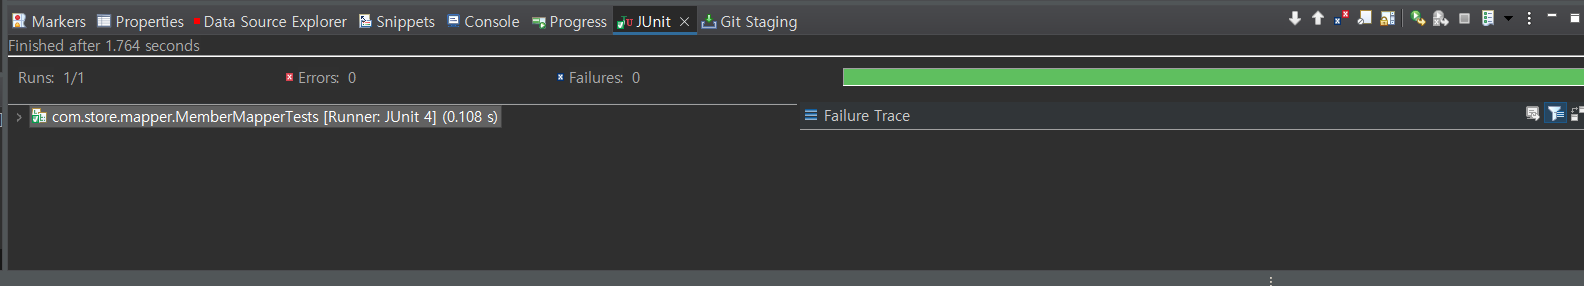 Markers Properties Data Source Explorer Snippets Console Progress JUnit Git Staging
Finished after 1.764 seconds
Runs: 1/1 Errors: 0 Failures: 0
com.store.mapper.MemberMapperTests [Runner: JUnit 4] (0.108 s) Failure Trace